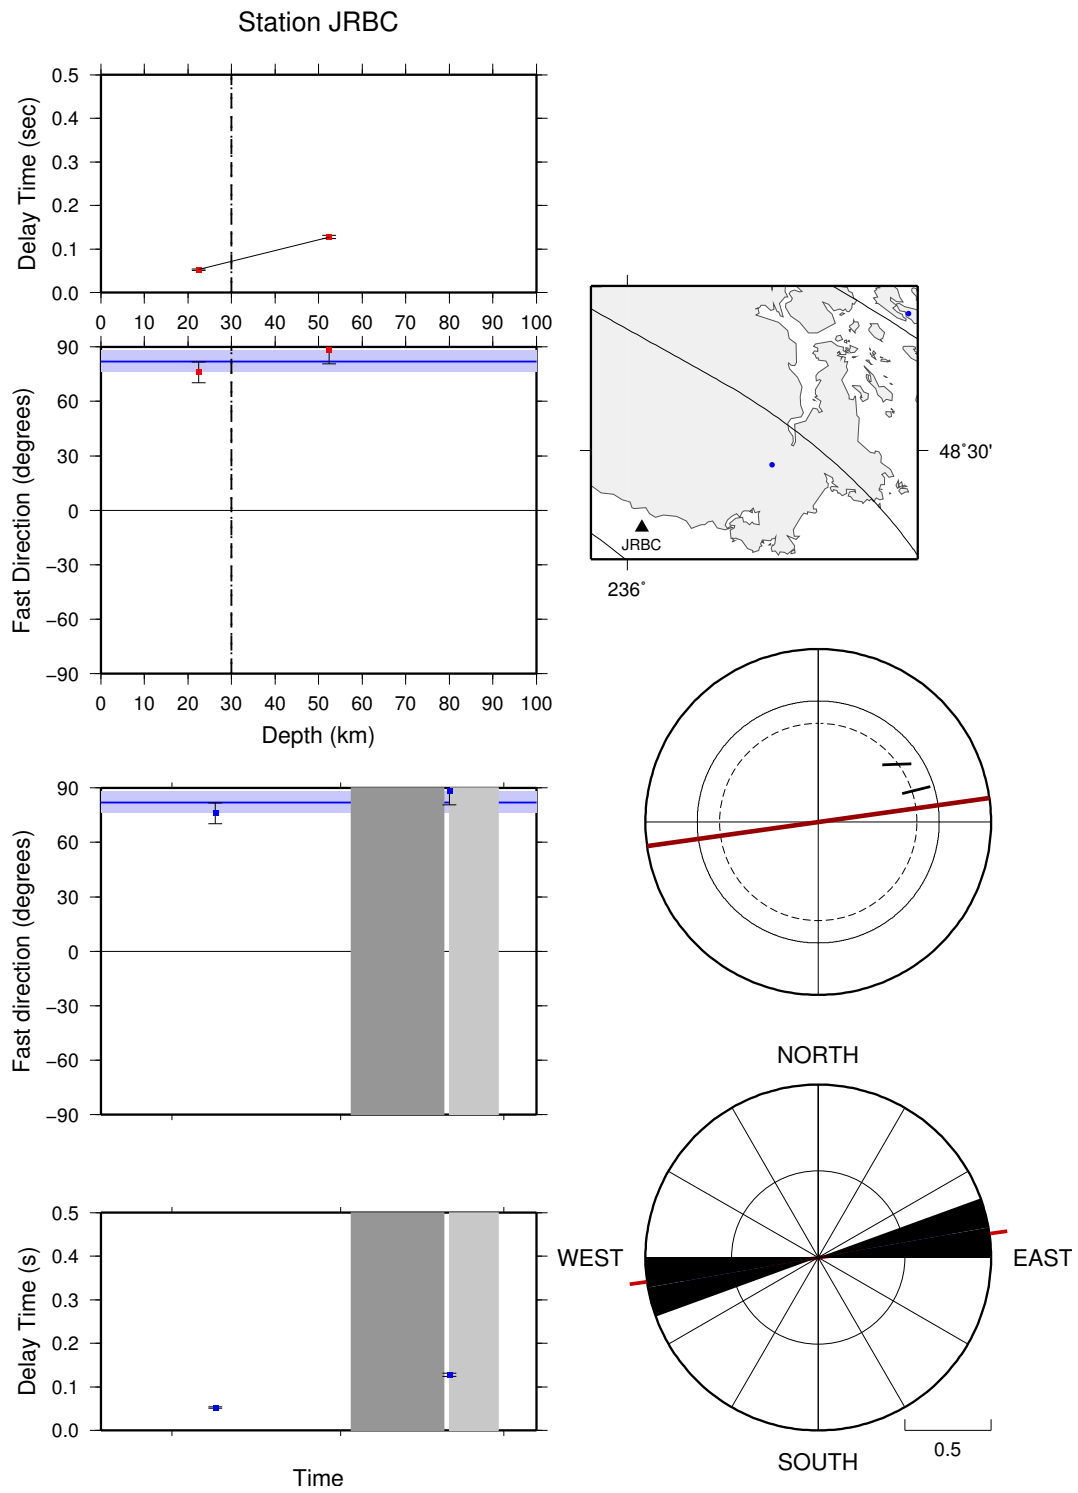 Station JRBC
Delay Time (sec)
0.5
0.4
0.3
0.2
0.1
0.0
0 10 20 30 40 50 60 70 80 90 100
Fast Direction (degrees)
90
60
30
0
−30
−60
−90
0 10 20 30 40 50 60 70 80 90 100
Depth (km)
JRBC
48˚30'
236˚
Fast direction (degrees)
90
60
30
0
−30
−60
−90
NORTH
WEST
EAST
SOUTH
0.5
Delay Time (s)
0.5
0.4
0.3
0.2
0.1
0.0
Time